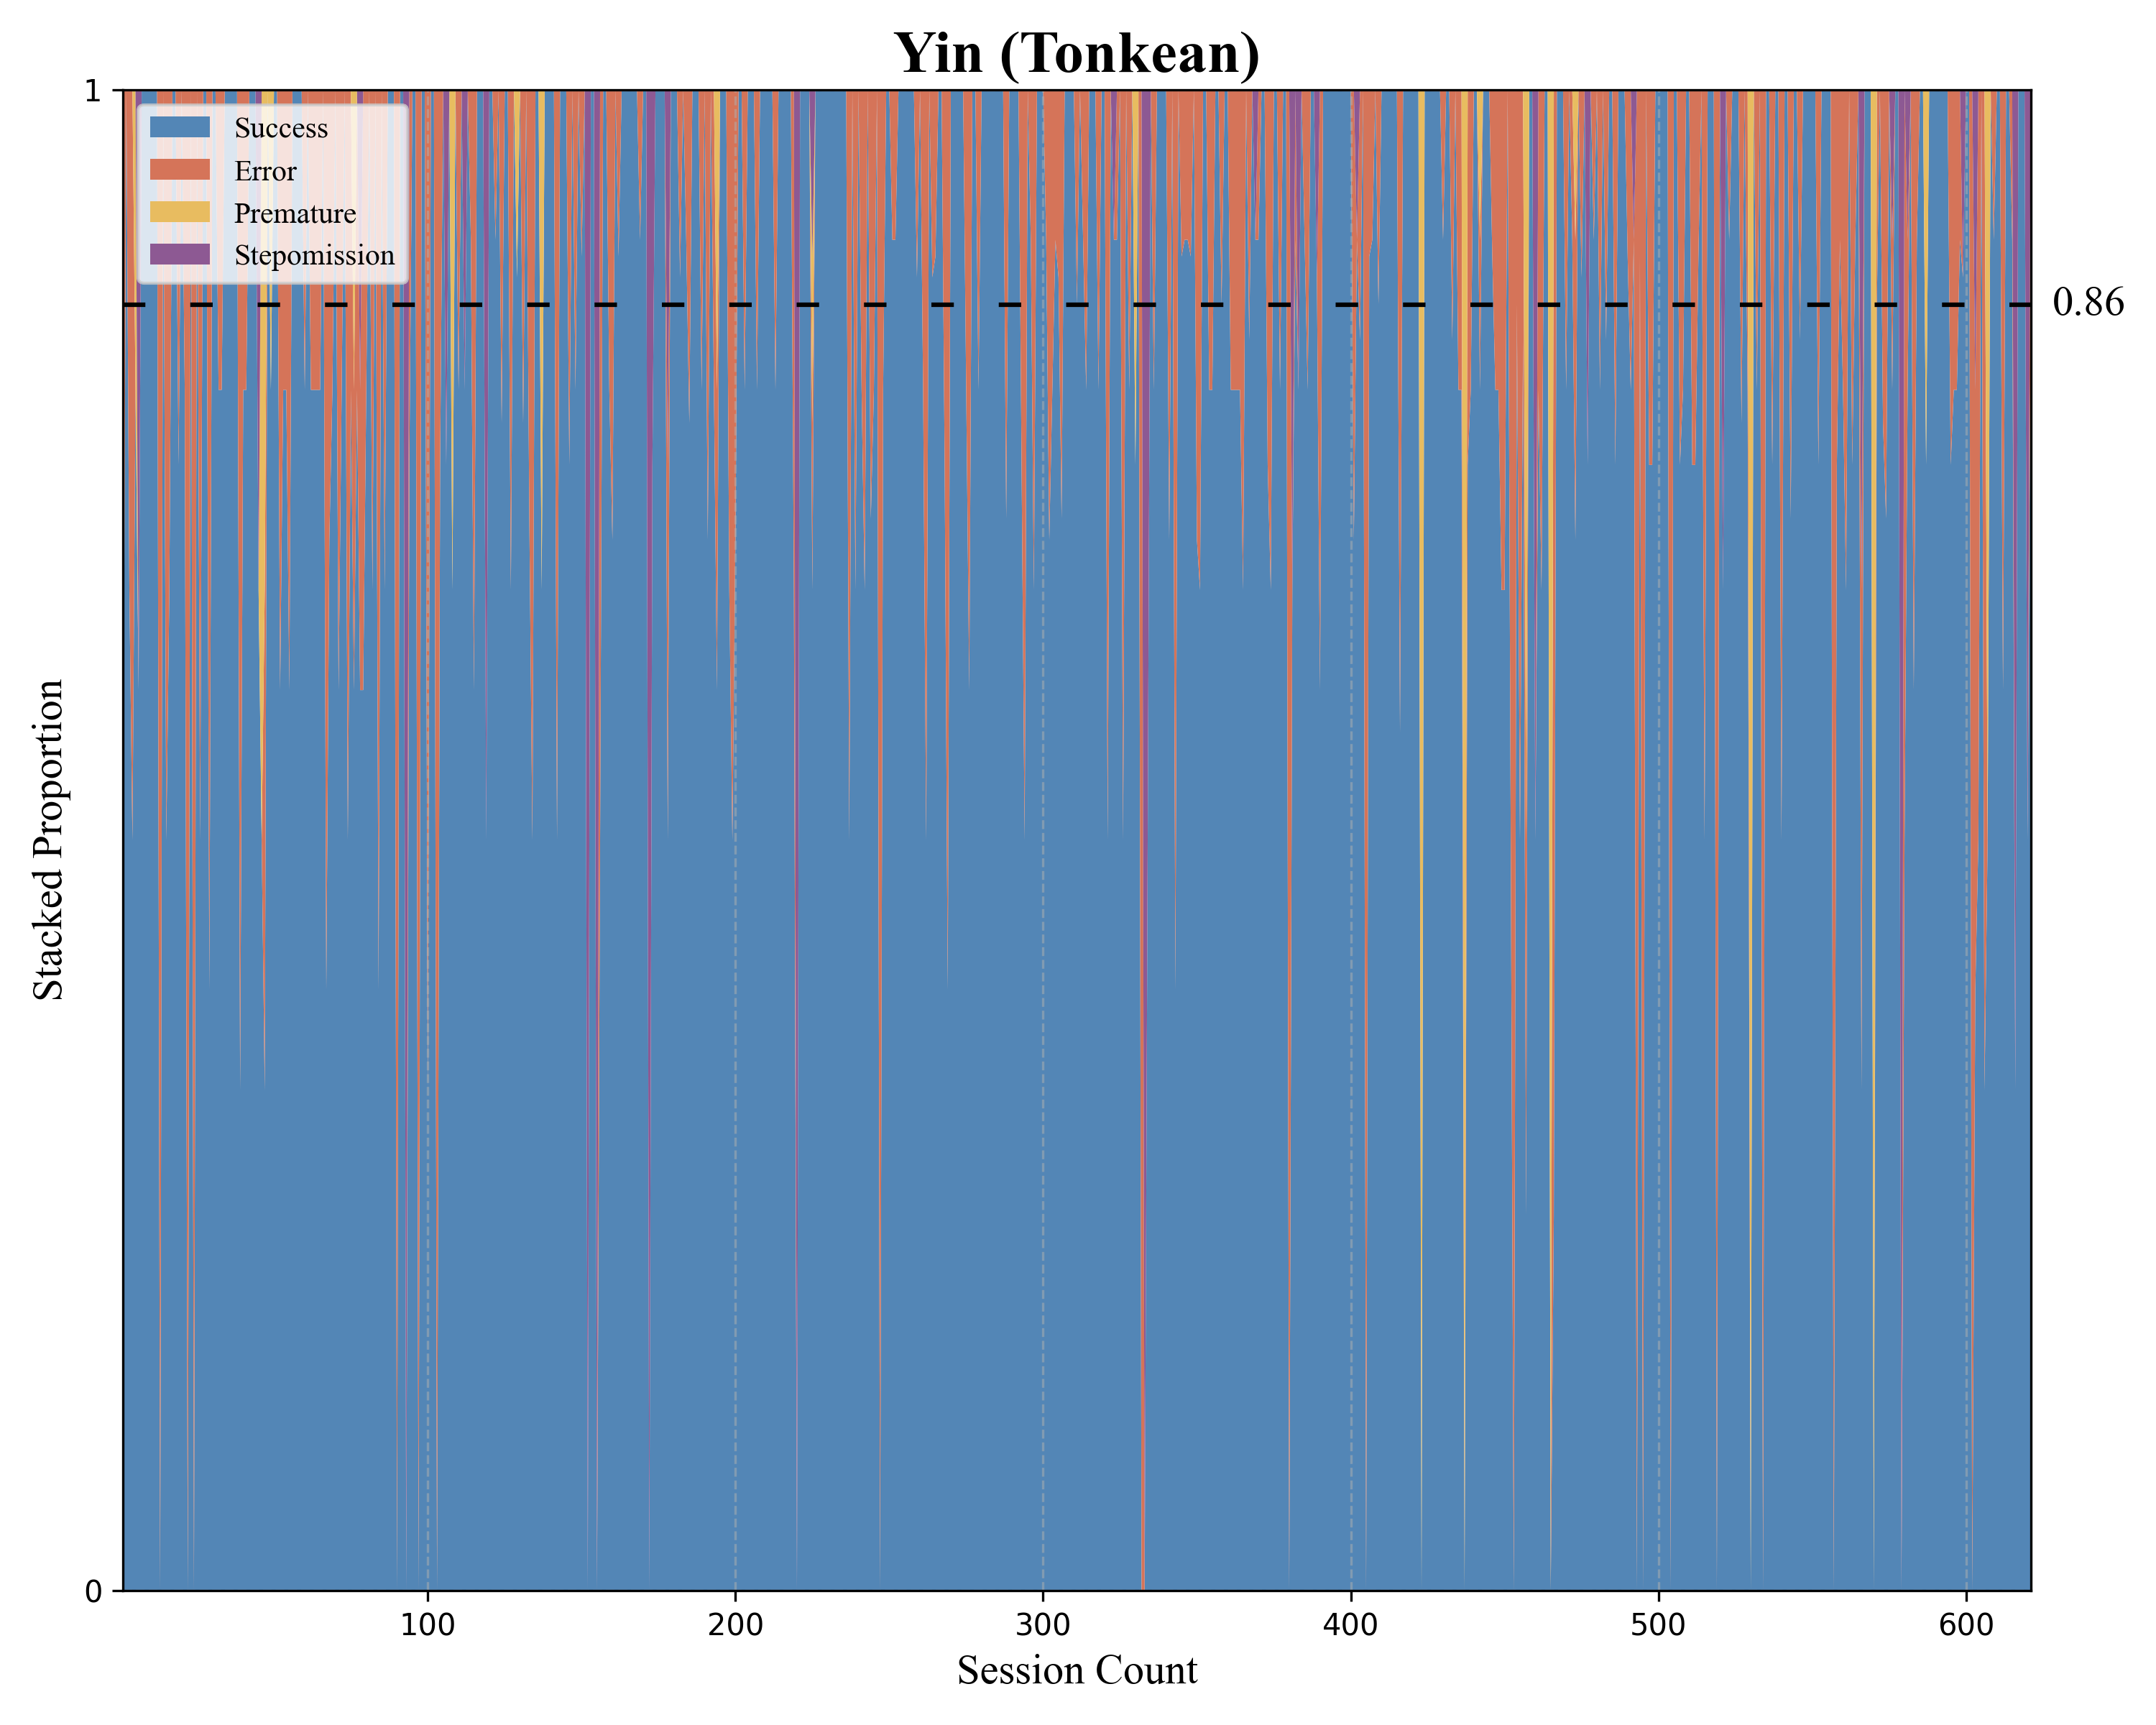 Yin (Tonkean)
1
Success
Error
Premature
Stepomission
0.86
Stacked Proportion
0
100 200 300 400 500 600
Session Count